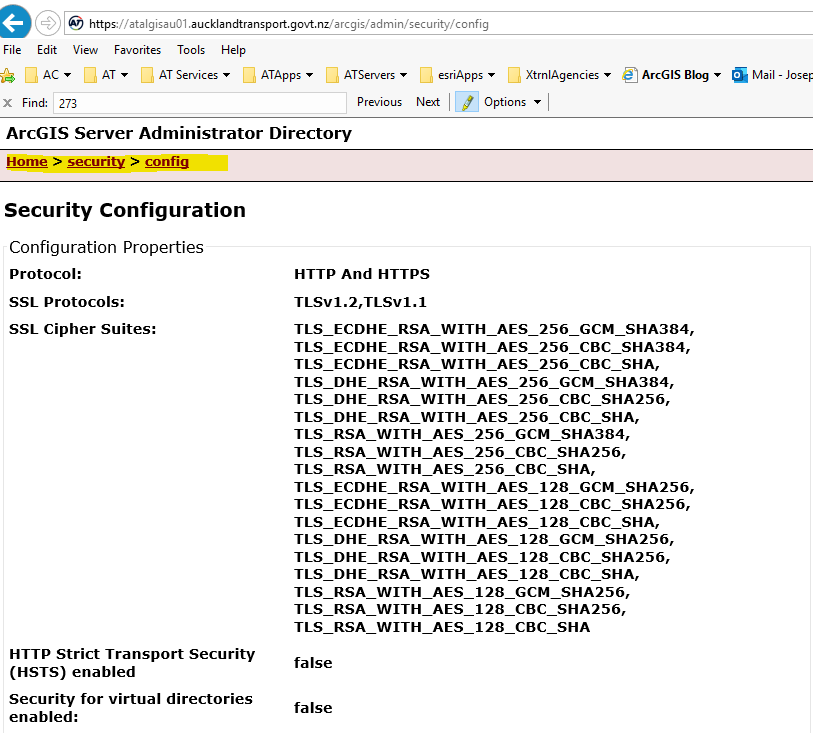 https://atalgisau01.aucklandtransport.govt.nz/arcgis/admin/security/config
File Edit View Favorites Tools Help
AC AT AT Services ATApps ATServers esriApps XtrnlAgencies ArcGIS Blog Mail - Josep
x Find: 273 Previous Next Options
ArcGIS Server Administrator Directory
Home > security > config
Security Configuration
Configuration Properties
Protocol: HTTP And HTTPS
SSL Protocols: TLSv1.2,TLSv1.1
SSL Cipher Suites: TLS_ECDHE_RSA_WITH_AES_256_GCM_SHA384,
TLS_ECDHE_RSA_WITH_AES_256_CBC_SHA384,
TLS_ECDHE_RSA_WITH_AES_256_CBC_SHA,
TLS_DHE_RSA_WITH_AES_256_GCM_SHA384,
TLS_DHE_RSA_WITH_AES_256_CBC_SHA256,
TLS_DHE_RSA_WITH_AES_256_CBC_SHA,
TLS_RSA_WITH_AES_256_GCM_SHA384,
TLS_RSA_WITH_AES_256_CBC_SHA256,
TLS_RSA_WITH_AES_256_CBC_SHA,
TLS_ECDHE_RSA_WITH_AES_128_GCM_SHA256,
TLS_ECDHE_RSA_WITH_AES_128_CBC_SHA256,
TLS_ECDHE_RSA_WITH_AES_128_CBC_SHA,
TLS_DHE_RSA_WITH_AES_128_GCM_SHA256,
TLS_DHE_RSA_WITH_AES_128_CBC_SHA256,
TLS_DHE_RSA_WITH_AES_128_CBC_SHA,
TLS_RSA_WITH_AES_128_GCM_SHA256,
TLS_RSA_WITH_AES_128_CBC_SHA256,
TLS_RSA_WITH_AES_128_CBC_SHA
HTTP Strict Transport Security
(HSTS) enabled false
Security for virtual directories
enabled: false